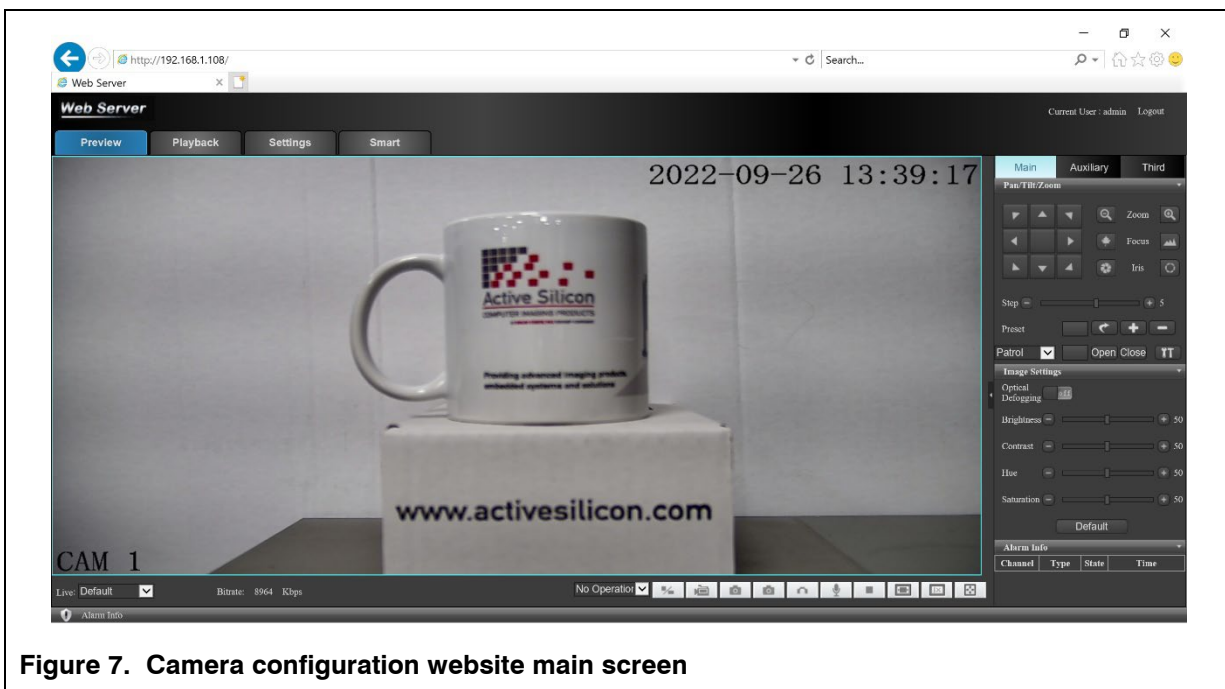 http://192.168.1.108/
Search...
Web Server
Web Server
Current User : admin Logout
Preview Playback Settings Smart
2022-09-26 13:39:17
Main Auxiliary Third
Pan/Tilt/Zoom
Zoom
Focus
Iris
Step 5
Preset
Patrol Open Close
Image Settings
Optical
Defogging off
Brightness 50
Contrast 50
Hue 50
Saturation 50
Default
Alarm Info
Channel Type State Time
Active Silicon
COMPUTER IMAGING PRODUCTS
Providing advanced imaging products,
embedded systems and solutions
www.activesilicon.com
CAM 1
Live: Default Bitrate: 8964 Kbps No Operation
Alarm Info
Figure 7. Camera configuration website main screen